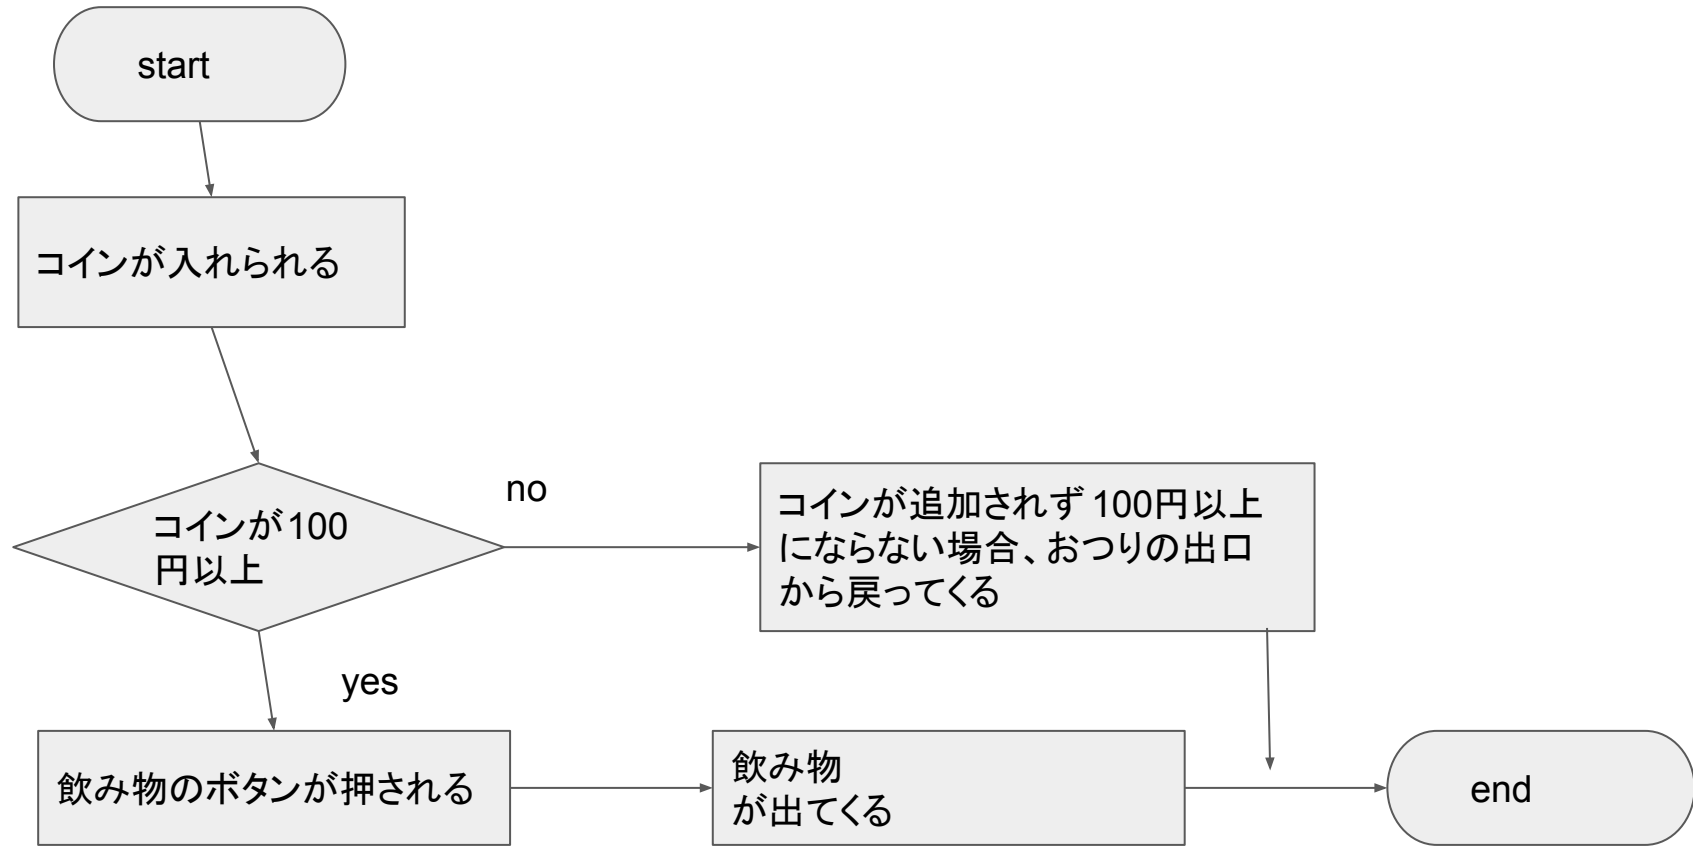 start
コインが入れられる
コインが100
円以上
no
コインが追加されず100円以上
にならない場合、おつりの出口
から戻ってくる
yes
飲み物のボタンが押される
飲み物
が出てくる
end